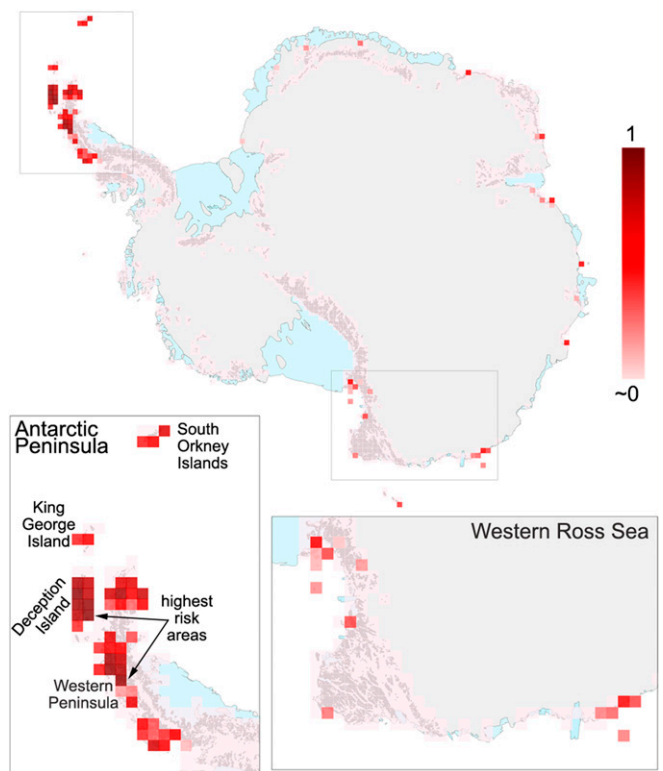 1
~0
Antarctic
Peninsula
South
Orkney
Islands
King
George
Island
Deception
Island
highest
risk
areas
Western
Peninsula
Western Ross Sea